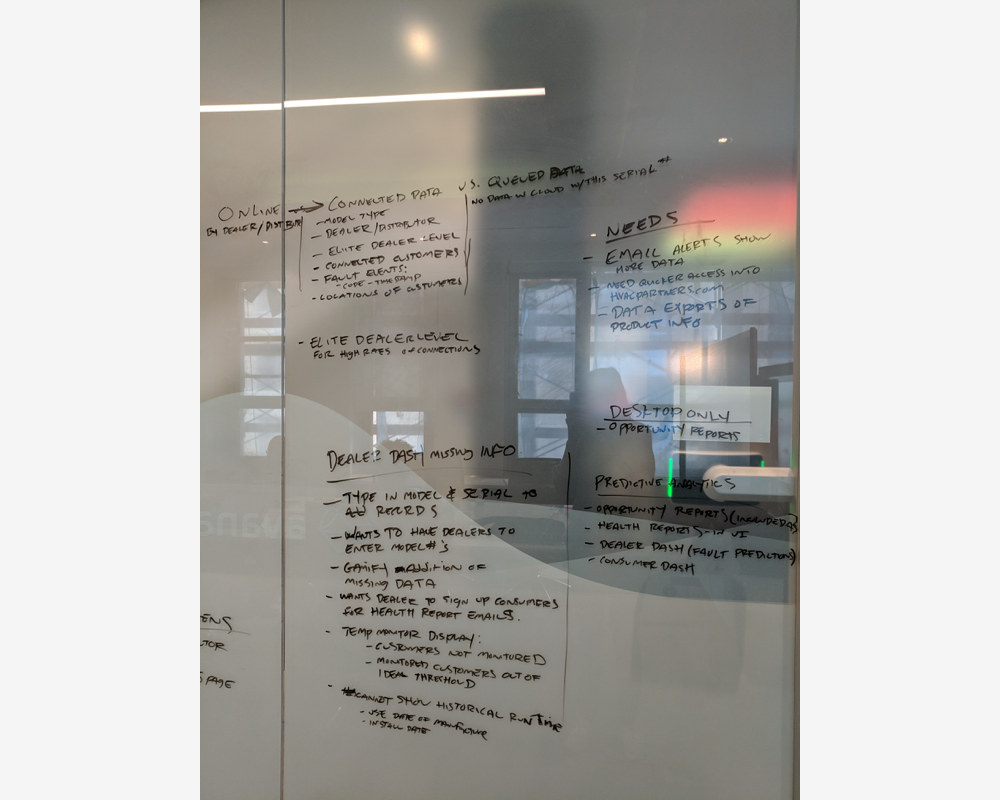 ONLINE → CONNECTED DATA VS. QUEUED DATA
BY DEALER/DISTRIB
NO DATA IN CLOUD W/THIS SERIAL #
- MODEL TYPE
- DEALER/DISTRIBUTOR
- ELITE DEALER LEVEL
- CONNECTED CUSTOMERS
- FAULT EVENTS:
- CODE - TIMESTAMP
- LOCATIONS OF CUSTOMERS
- ELITE DEALER LEVEL
FOR HIGH RATES OF CONNECTIONS
NEEDS
- EMAIL ALERTS SHOW
MORE DATA
- NEED QUICKER ACCESS INTO
HVACPARTNERS.COM
- DATA EXPORTS OF
PRODUCT INFO
DESKTOP ONLY
- OPPORTUNITY REPORTS
PREDICTIVE ANALYTICS
- OPPORTUNITY REPORTS (INCLUDED
- HEALTH REPORTS - IN UI
- DEALER DASH (FAULT PREDICTIONS)
- CONSUMER DASH
DEALER DASH MISSING INFO
- TYPE IN MODEL & SERIAL TO
ADD RECORDS
- WANTS TO HAVE DEALERS TO
ENTER MODEL #'S
- GAMIFY ADDITION OF
MISSING DATA
- WANTS DEALER TO SIGN UP CONSUMERS
FOR HEALTH REPORT EMAILS.
- TEMP MONITOR DISPLAY:
- CUSTOMERS NOT MONITORED
- MONITORED CUSTOMERS OUT OF
IDEAL THRESHOLD
- CANNOT SHOW HISTORICAL RUNTIME
- USE DATE OF MANUFACTURE
- INSTALL DATE
ENS
TOR
PAGE